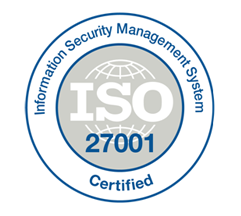 Information Security Management System
ISO
27001
Certified